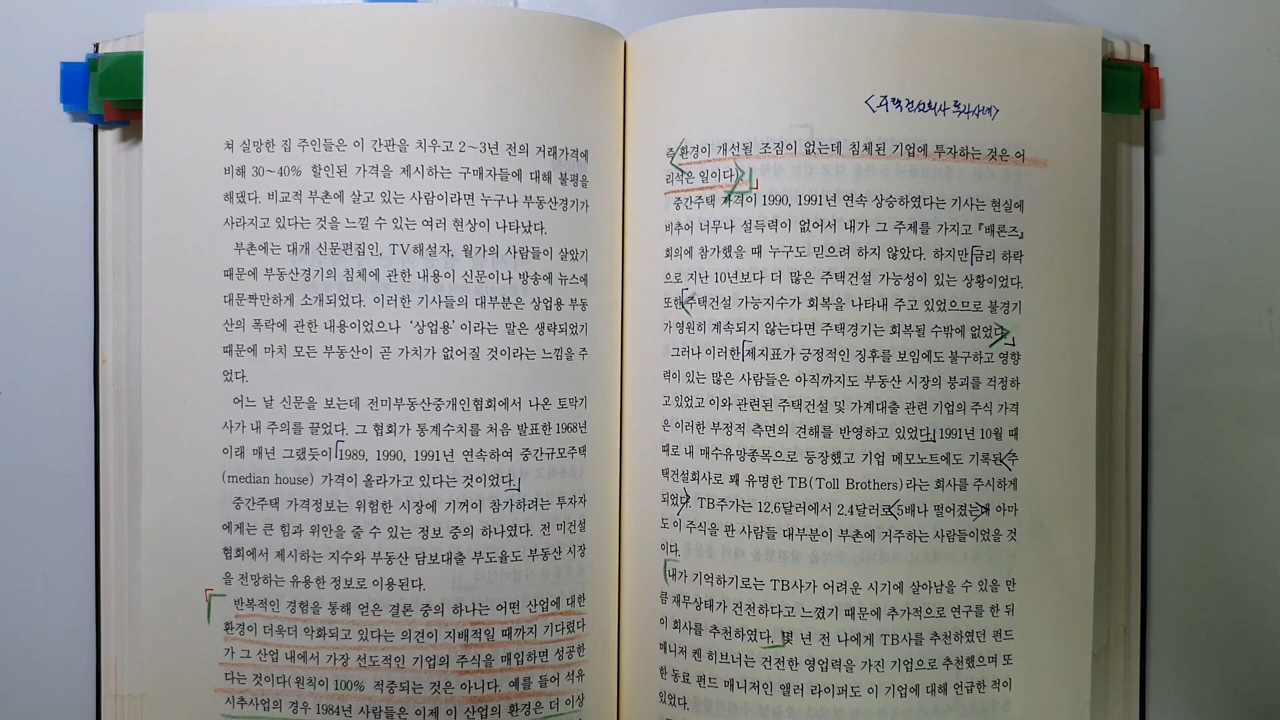 쳐 실망한 집 주인들은 이 간판을 치우고 2~3년 전의 거래가격에
비해 30~40% 할인된 가격을 제시하는 구매자들에 대해 불평을
해댔다. 비교적 부촌에 살고 있는 사람이라면 누구나 부동산경기가
사라지고 있다는 것을 느낄 수 있는 여러 현상이 나타났다.
부촌에는 대개 신문편집인, TV해설자, 월가의 사람들이 살았기
때문에 부동산경기의 침체에 관한 내용이 신문이나 방송에 뉴스에
대문짝만하게 소개되었다. 이러한 기사들의 대부분은 상업용 부동
산의 폭락에 관한 내용이었으나 ‘상업용’이라는 말은 생략되었기
때문에 마치 모든 부동산이 곧 가치가 없어질 것이라는 느낌을 주
었다.
어느 날 신문을 보는데 전미부동산중개인협회에서 나온 토막기
사가 내 주의를 끌었다. 그 협회가 통계수치를 처음 발표한 1968년
이래 매년 그랬듯이 1989, 1990, 1991년 연속하여 중간규모주택
(median house) 가격이 올라가고 있다는 것이었다.
중간주택 가격정보는 위험한 시장에 기꺼이 참가하려는 투자자
에게는 큰 힘과 위안을 줄 수 있는 정보 중의 하나였다. 전 미건설
협회에서 제시하는 지수와 부동산 담보대출 부도율도 부동산 시장
을 전망하는 유용한 정보로 이용된다.
반복적인 경험을 통해 얻은 결론 중의 하나는 어떤 산업에 대한
환경이 더욱더 악화되고 있다는 의견이 지배적일 때까지 기다렸다
가 그 산업 내에서 가장 선도적인 기업의 주식을 매입하면 성공한
다는 것이다(원칙이 100% 적중되는 것은 아니다. 예를 들어 석유
시추사업의 경우 1984년 사람들은 이제 이 산업의 환경은 더 이상
<주택건설회사 투자사례>
즉 환경이 개선될 조짐이 없는데 침체된 기업에 투자하는 것은 어
리석은 일이다).
중간주택 가격이 1990, 1991년 연속 상승하였다는 기사는 현실에
비추어 너무나 설득력이 없어서 내가 그 주제를 가지고 『배론즈』
회의에 참가했을 때 누구도 믿으려 하지 않았다. 하지만 금리 하락
으로 지난 10년보다 더 많은 주택건설 가능성이 있는 상황이었다.
또한 주택건설 가능지수가 회복을 나타내 주고 있었으므로 불경기
가 영원히 계속되지 않는다면 주택경기는 회복될 수밖에 없었다.
그러나 이러한 제지표가 긍정적인 징후를 보임에도 불구하고 영향
력이 있는 많은 사람들은 아직까지도 부동산 시장의 붕괴를 걱정하
고 있었고 이와 관련된 주택건설 및 가계대출 관련 기업의 주식 가격
은 이러한 부정적 측면의 견해를 반영하고 있었다. 1991년 10월 때
때로 내 매수유망종목으로 등장했고 기업 메모노트에도 기록된 주
택건설회사로 꽤 유명한 TB(Toll Brothers)라는 회사를 주시하게
되었다. TB주가는 12.6달러에서 2.4달러로 5배나 떨어졌는데 아마
도 이 주식을 판 사람들 대부분이 부촌에 거주하는 사람들이었을 것
이다.
내가 기억하기로는 TB사가 어려운 시기에 살아남을 수 있을 만
큼 재무상태가 건전하다고 느꼈기 때문에 추가적으로 연구를 한 뒤
이 회사를 추천하였다. 몇 년 전 나에게 TB사를 추천하였던 펀드
매니저 켄 히브너는 건전한 영업력을 가진 기업으로 추천했으며 또
한 동료 펀드 매니저인 앨러 라이퍼도 이 기업에 대해 언급한 적이
있었다.